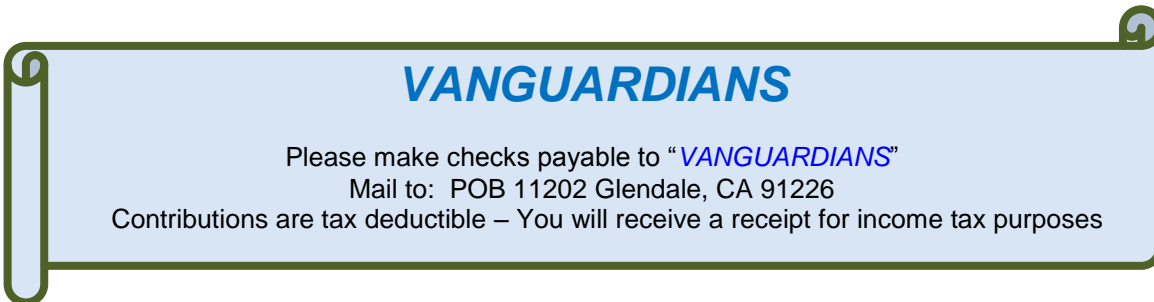 VANGUARDIANS
Please make checks payable to “VANGUARDIANS”
Mail to:  POB 11202 Glendale, CA 91226
Contributions are tax deductible – You will receive a receipt for income tax purposes